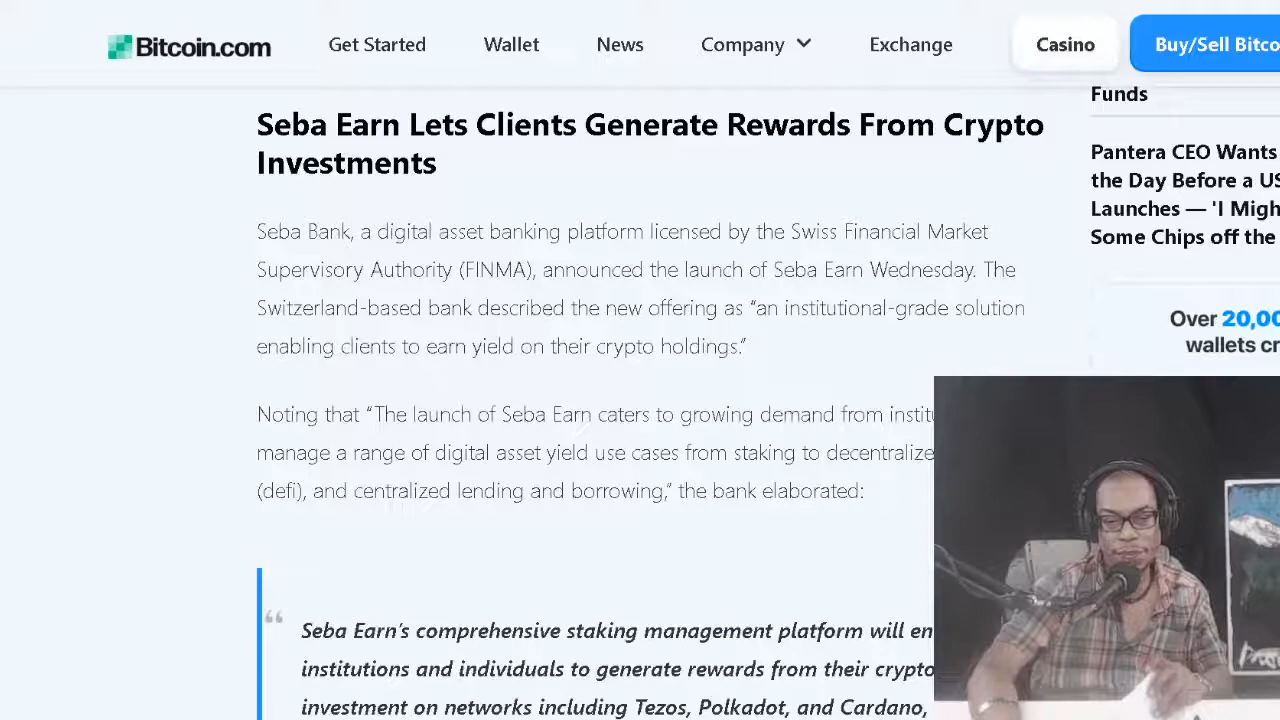 Bitcoin.com Get Started Wallet News Company Exchange Casino Buy/Sell Bitco
Seba Earn Lets Clients Generate Rewards From Crypto
Investments
Seba Bank, a digital asset banking platform licensed by the Swiss Financial Market
Supervisory Authority (FINMA), announced the launch of Seba Earn Wednesday. The
Switzerland-based bank described the new offering as “an institutional-grade solution
enabling clients to earn yield on their crypto holdings.”
Noting that “The launch of Seba Earn caters to growing demand from institu
manage a range of digital asset yield use cases from staking to decentralize
(defi), and centralized lending and borrowing,” the bank elaborated:
“
Seba Earn’s comprehensive staking management platform will en
institutions and individuals to generate rewards from their crypto
investment on networks including Tezos, Polkadot, and Cardano,
Funds
Pantera CEO Wants
the Day Before a US
Launches — 'I Migh
Some Chips off the
Over 20,00
wallets cr